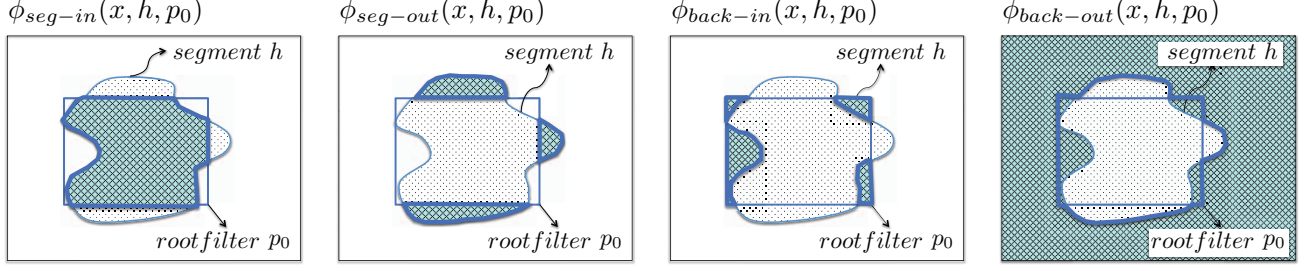 ϕ_{seg−in}(x, h, p_0) ϕ_{seg−out}(x, h, p_0) ϕ_{back−in}(x, h, p_0) ϕ_{back−out}(x, h, p_0)
segment h segment h segment h segment h
rootfilter p_0 rootfilter p_0 rootfilter p_0 rootfilter p_0